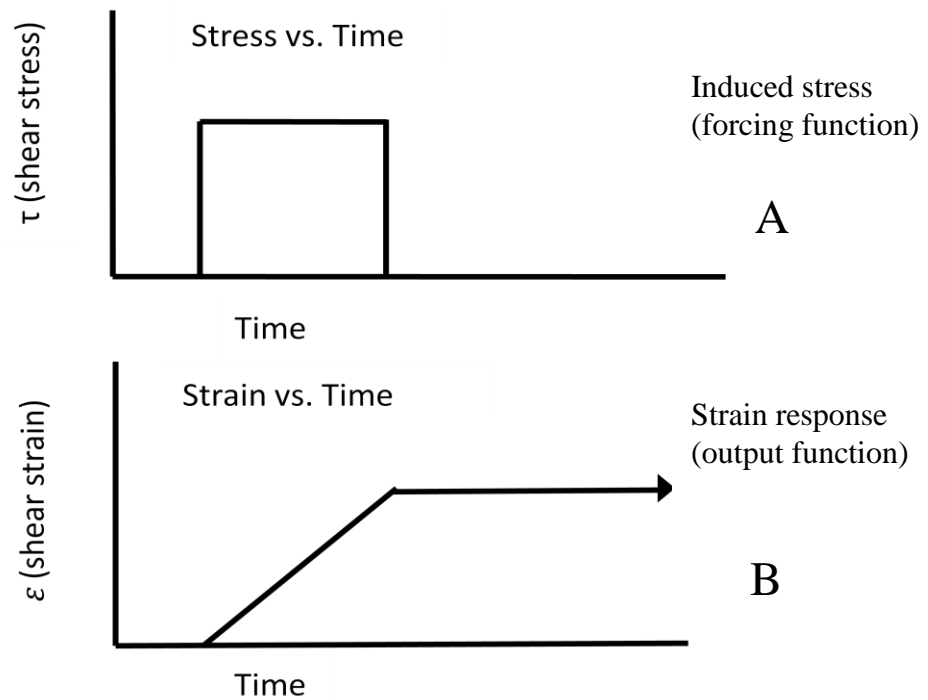 Stress vs. Time
τ (shear stress)
Induced stress
(forcing function)
A
Time
Strain vs. Time
ε (shear strain)
Strain response
(output function)
B
Time